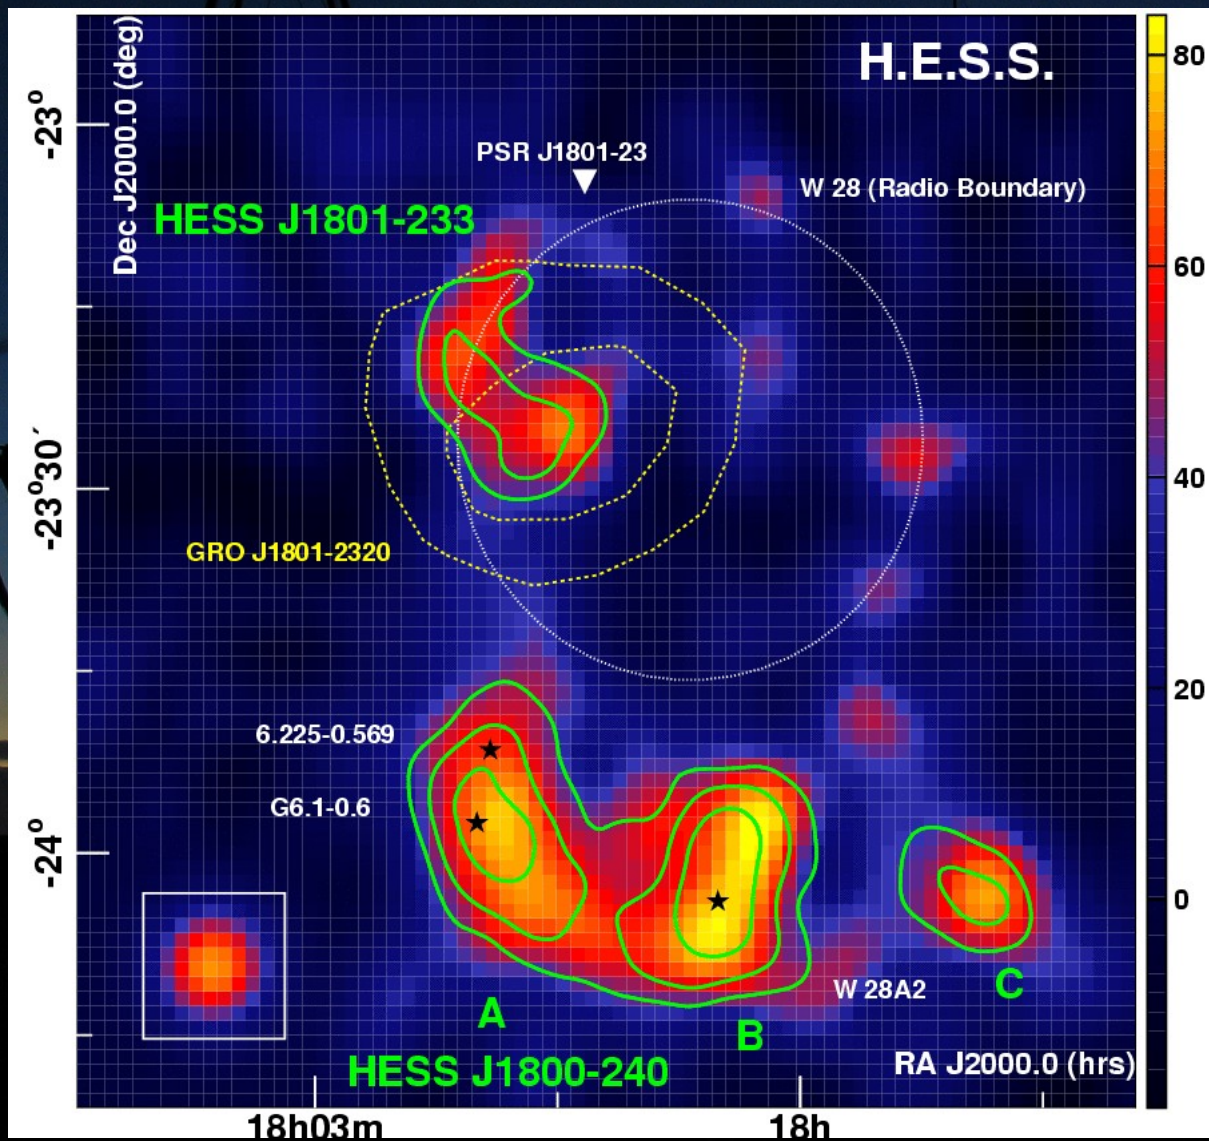 H.E.S.S.
Dec J2000.0 (deg)
-23°
PSR J1801-23
W 28 (Radio Boundary)
HESS J1801-233
-23°30´
GRO J1801-2320
6.225-0.569
G6.1-0.6
-24°
W 28A2
A
B
C
HESS J1800-240
RA J2000.0 (hrs)
18h03m
18h
80
60
40
20
0